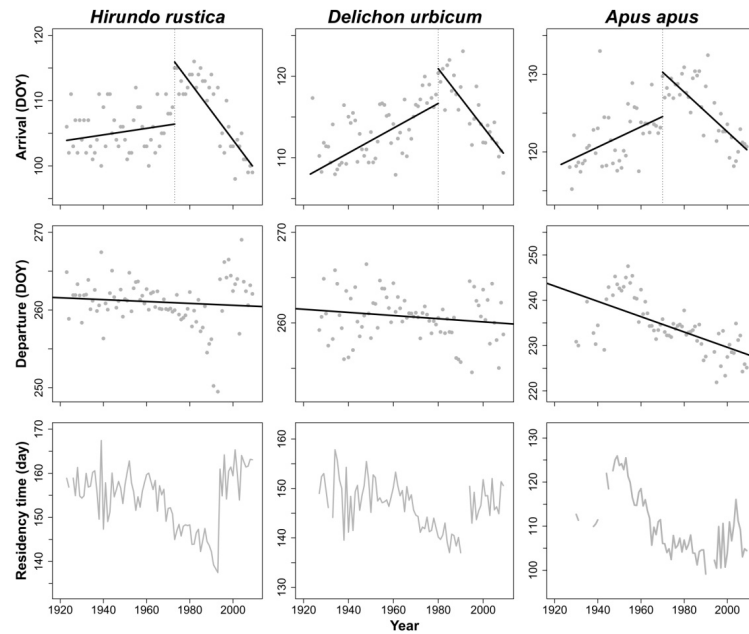 Hirundo rustica Delichon urbicum Apus apus
Arrival (DOY)
100 110 120
110 120
120 130
Departure (DOY)
250 260 270
260 270
220 230 240 250
Residency time (day)
140 150 160 170
130 140 150 160
100 110 120 130
1920 1940 1960 1980 2000 1920 1940 1960 1980 2000 1920 1940 1960 1980 2000
Year